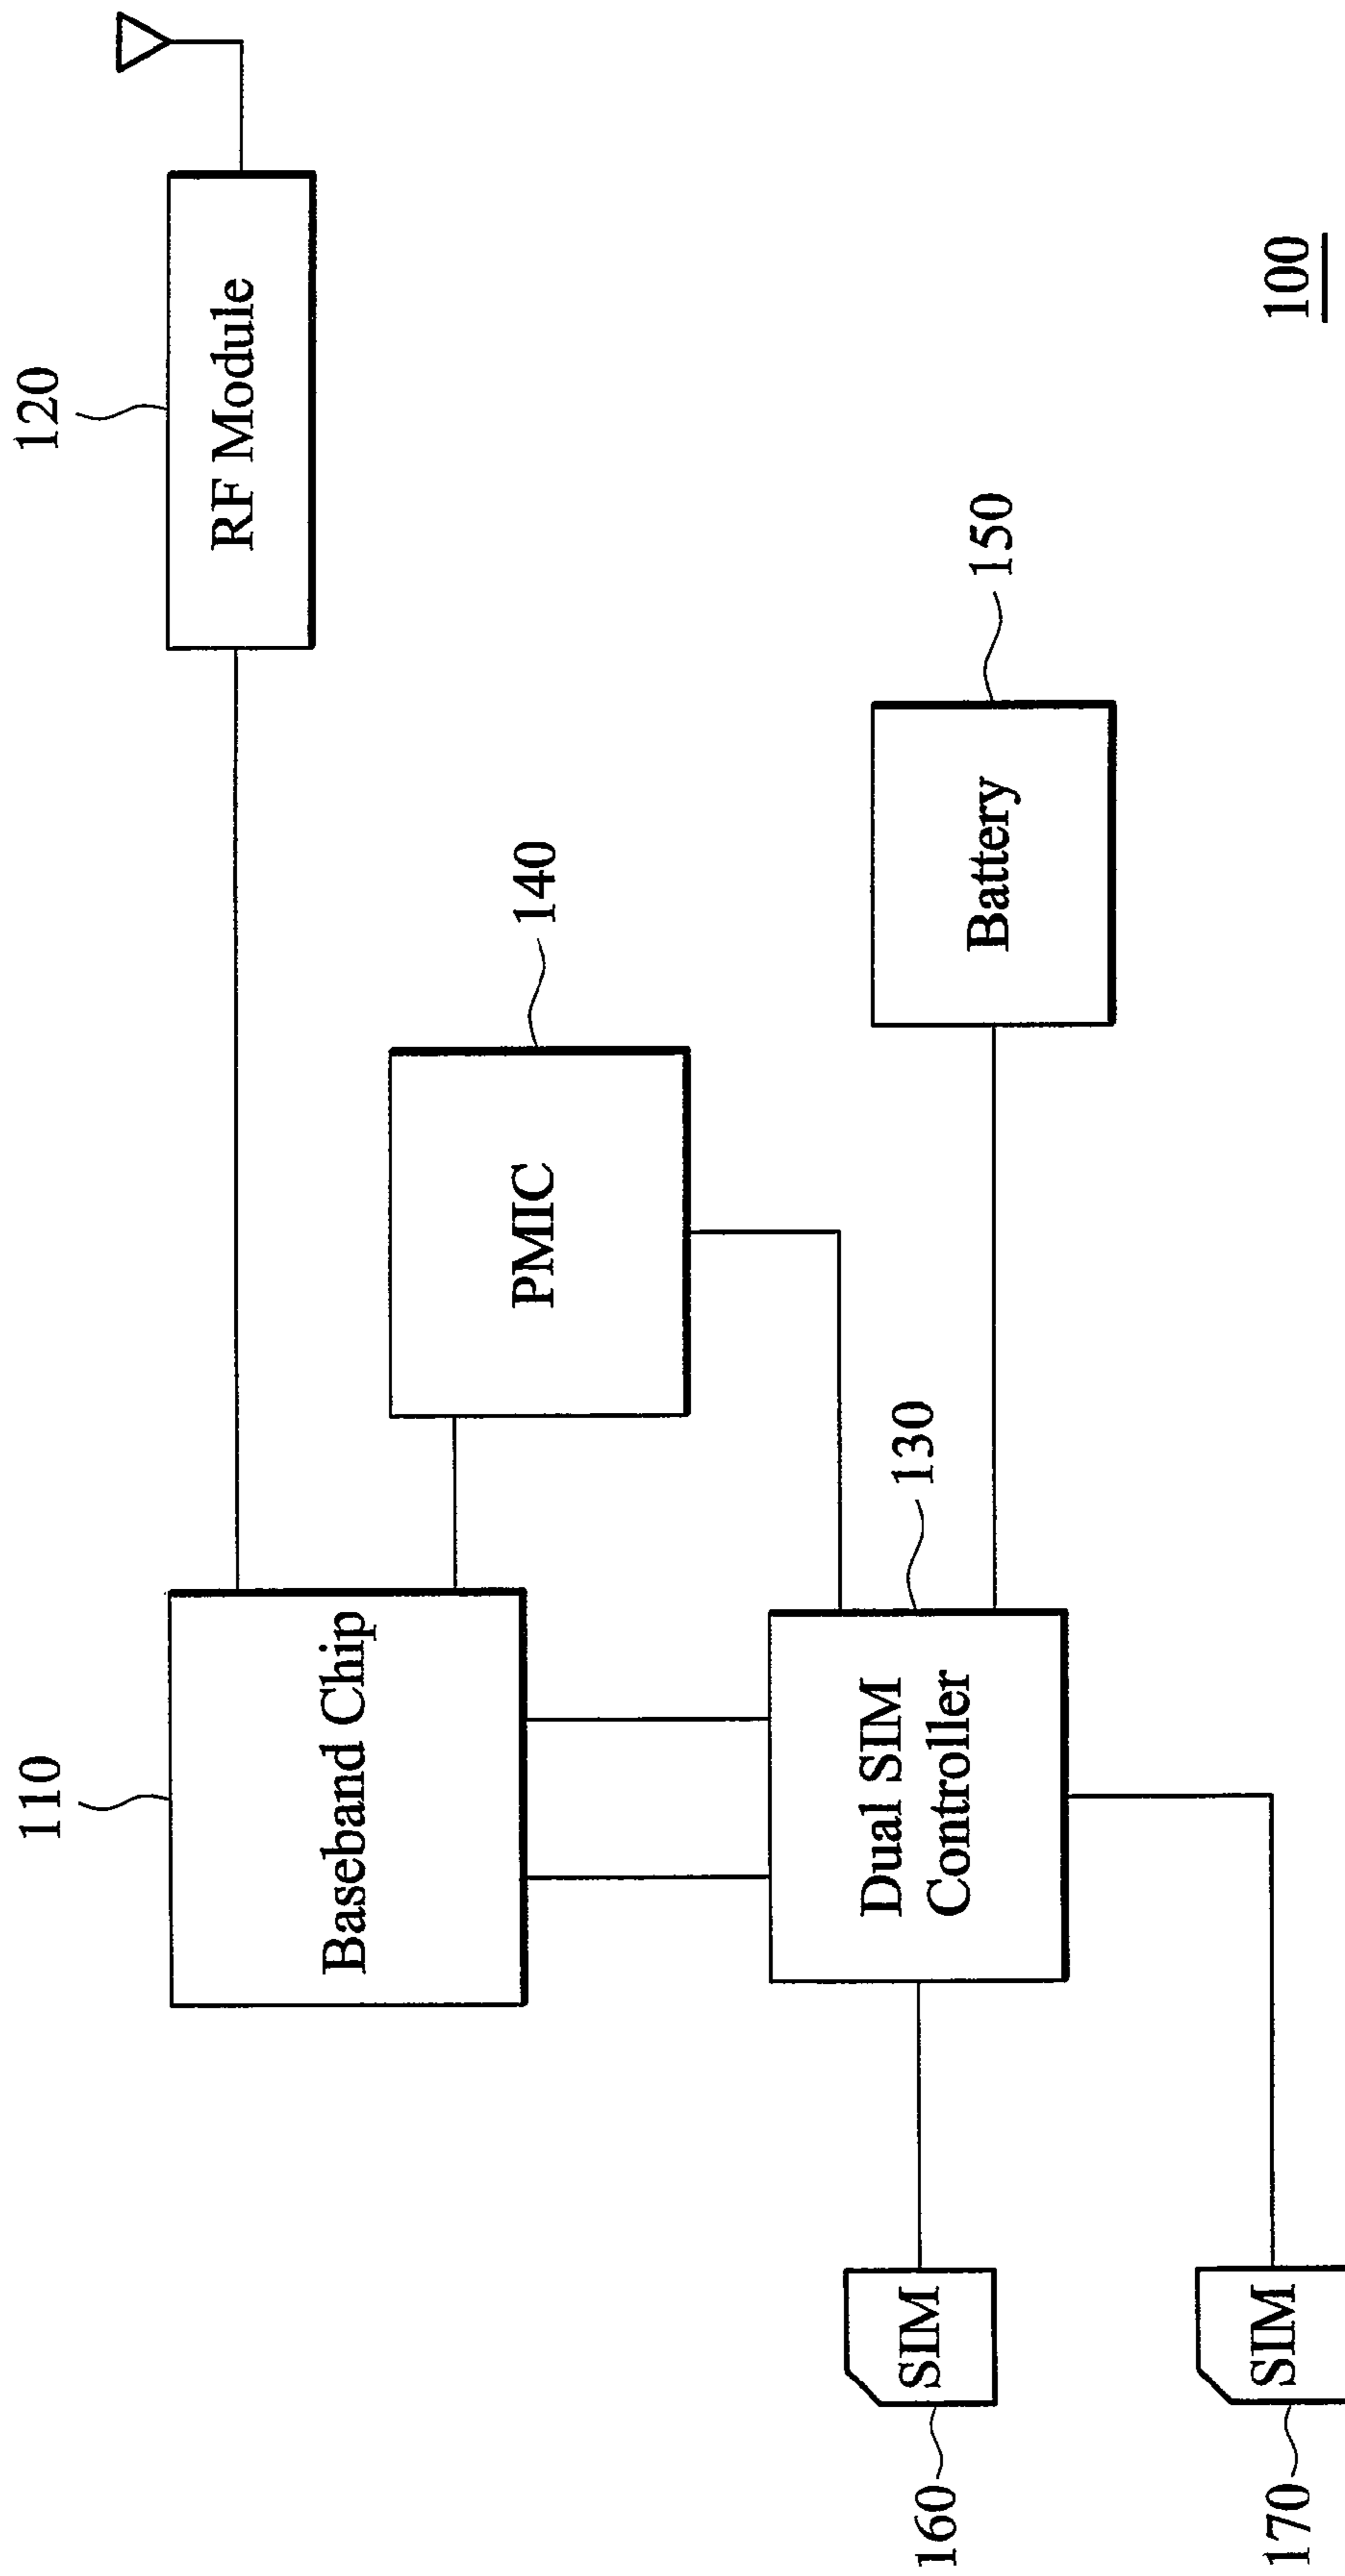 120
RF Module
110
Baseband Chip
140
PMIC
130
Dual SIM
Controller
150
Battery
160
SIM
170
SIM
100